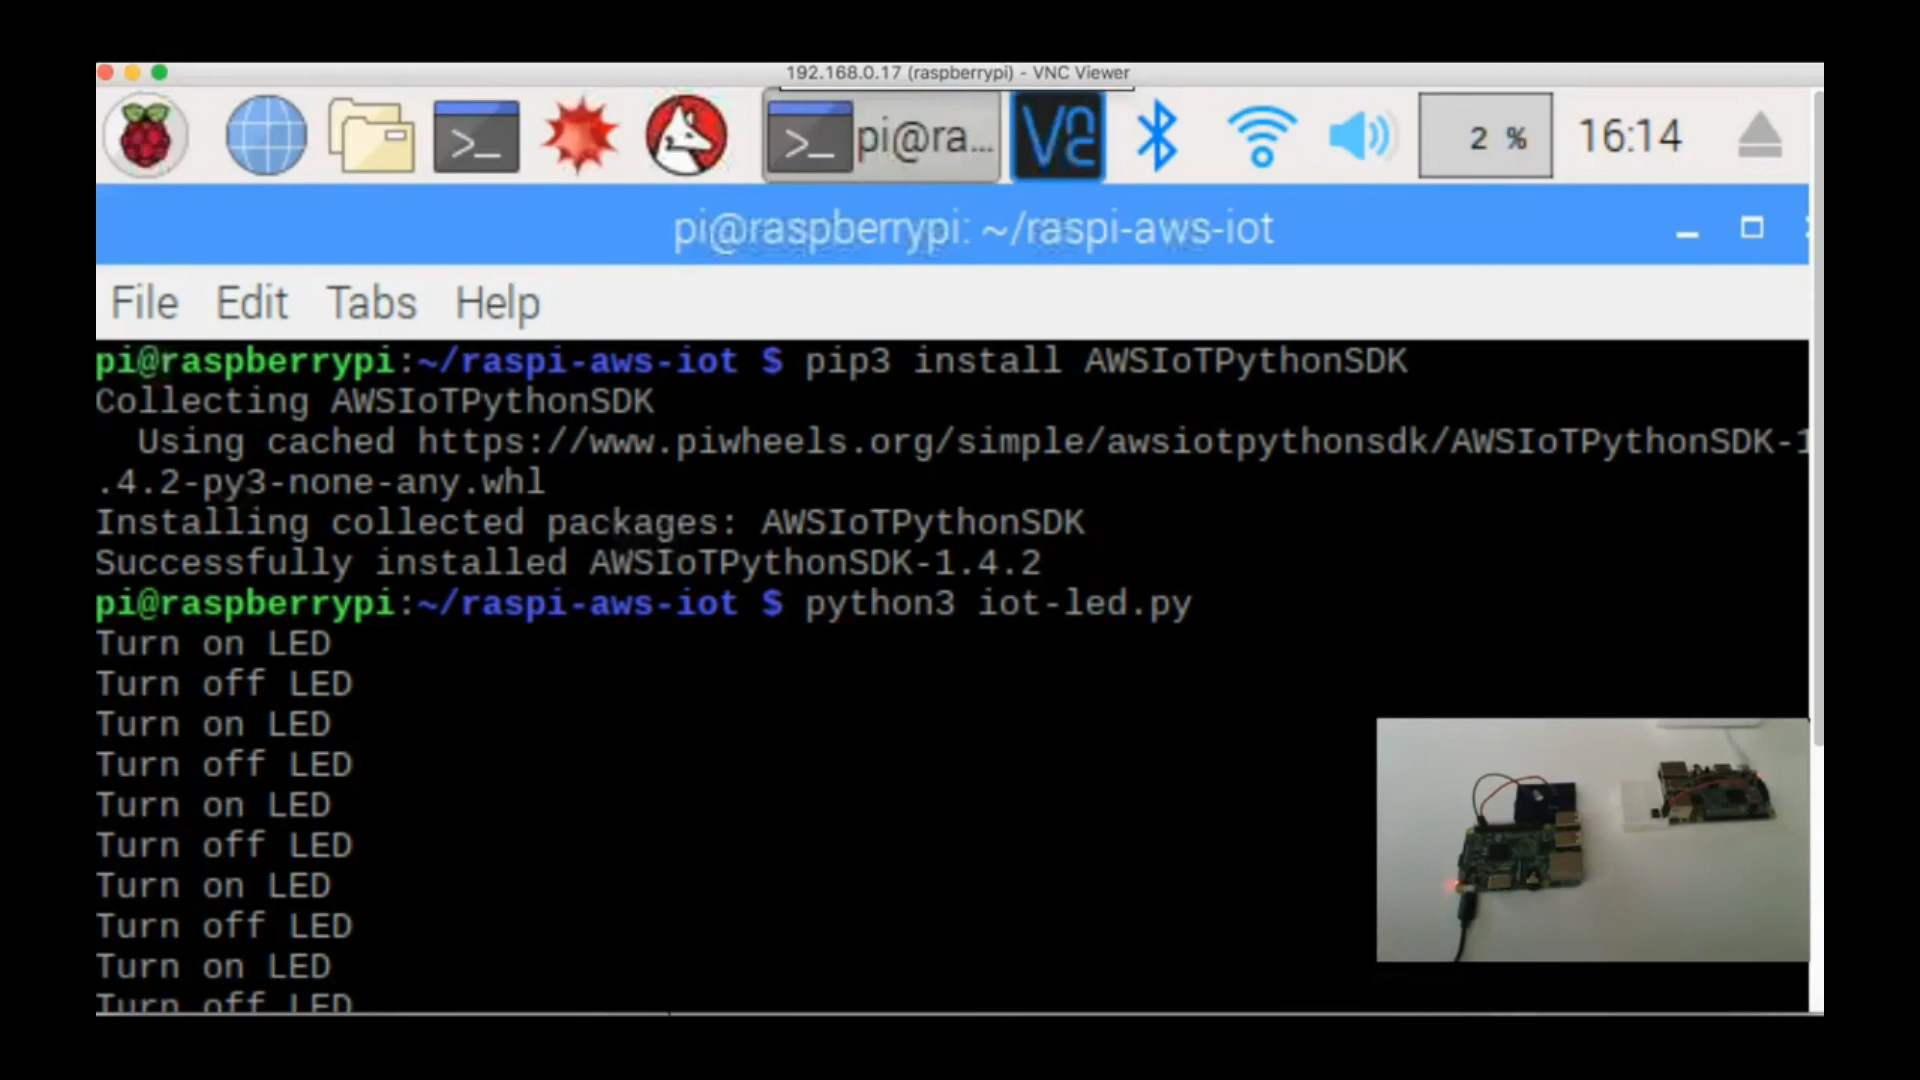 192.168.0.17 (raspberrypi) - VNC Viewer
pi@ra... 2 % 16:14
pi@raspberrypi: ~/raspi-aws-iot
File Edit Tabs Help
pi@raspberrypi:~/raspi-aws-iot $ pip3 install AWSIoTPythonSDK
Collecting AWSIoTPythonSDK
Using cached https://www.piwheels.org/simple/awsiotpythonsdk/AWSIoTPythonSDK-1
.4.2-py3-none-any.whl
Installing collected packages: AWSIoTPythonSDK
Successfully installed AWSIoTPythonSDK-1.4.2
pi@raspberrypi:~/raspi-aws-iot $ python3 iot-led.py
Turn on LED
Turn off LED
Turn on LED
Turn off LED
Turn on LED
Turn off LED
Turn on LED
Turn off LED
Turn on LED
Turn off LED